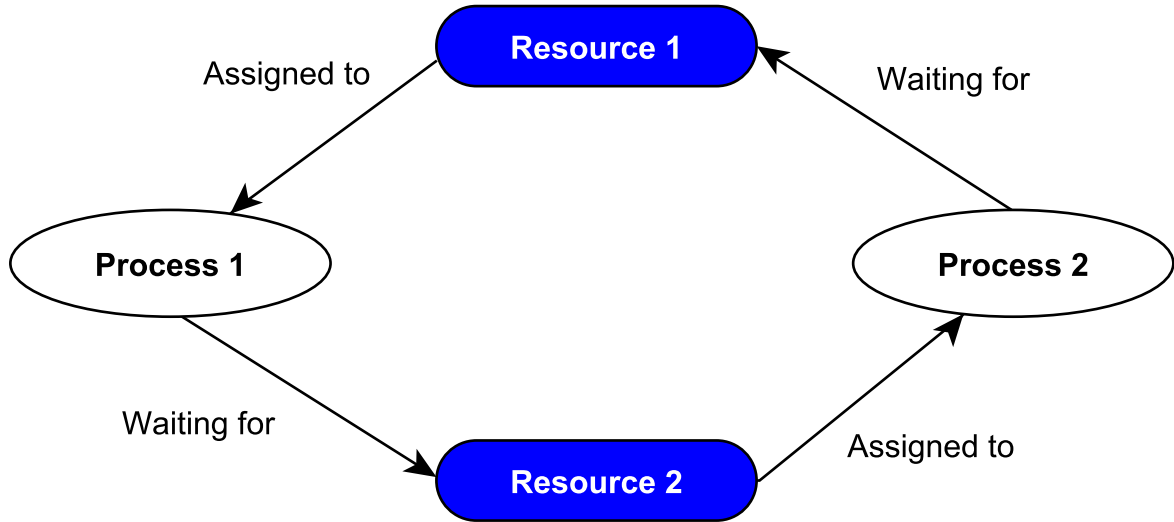 Resource 1
Assigned to
Waiting for
Process 1
Process 2
Waiting for
Assigned to
Resource 2